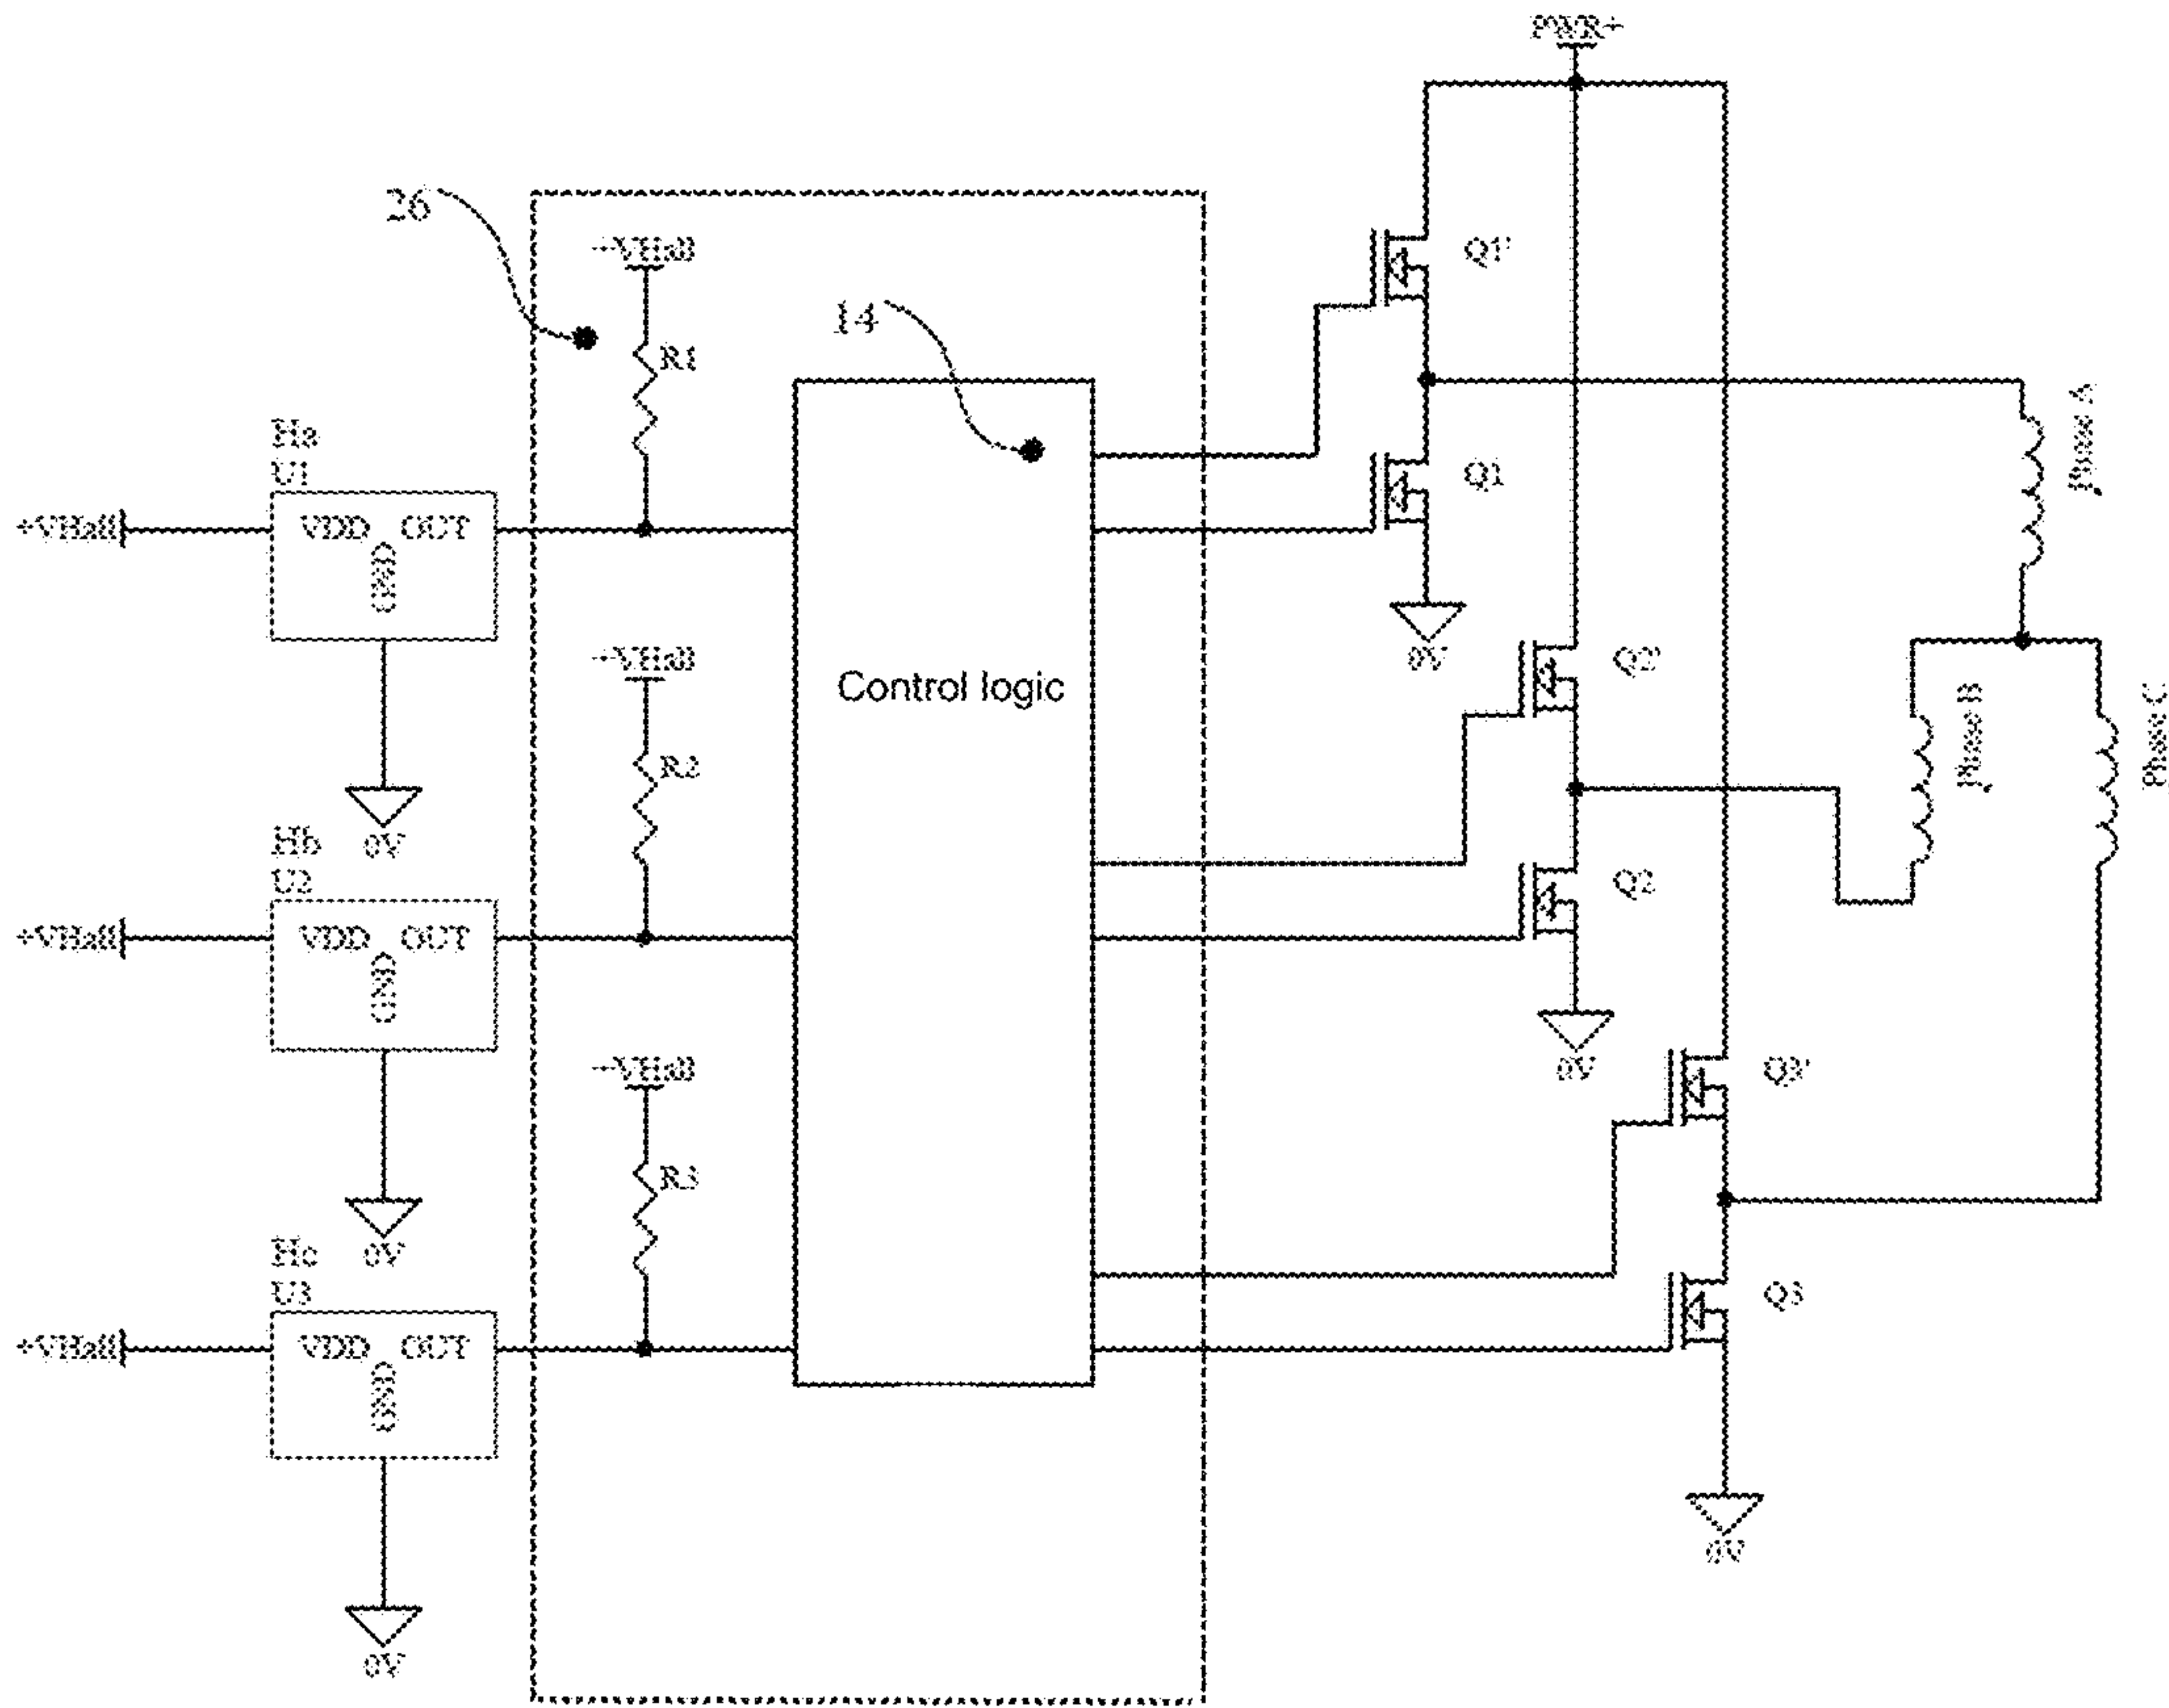 PWR+
26
+VHall
Q1'
14
R1
Phase A
Ha
U1
Q1
+VHall
VDD OUT
GND
+VHall
0V
Q2'
Control logic
Phase B
Phase C
R2
0V
Hb
U2
Q2
+VHall
VDD OUT
GND
+VHall
0V
Q3'
R3
0V
Hc
U3
Q3
+VHall
VDD OUT
GND
0V
0V